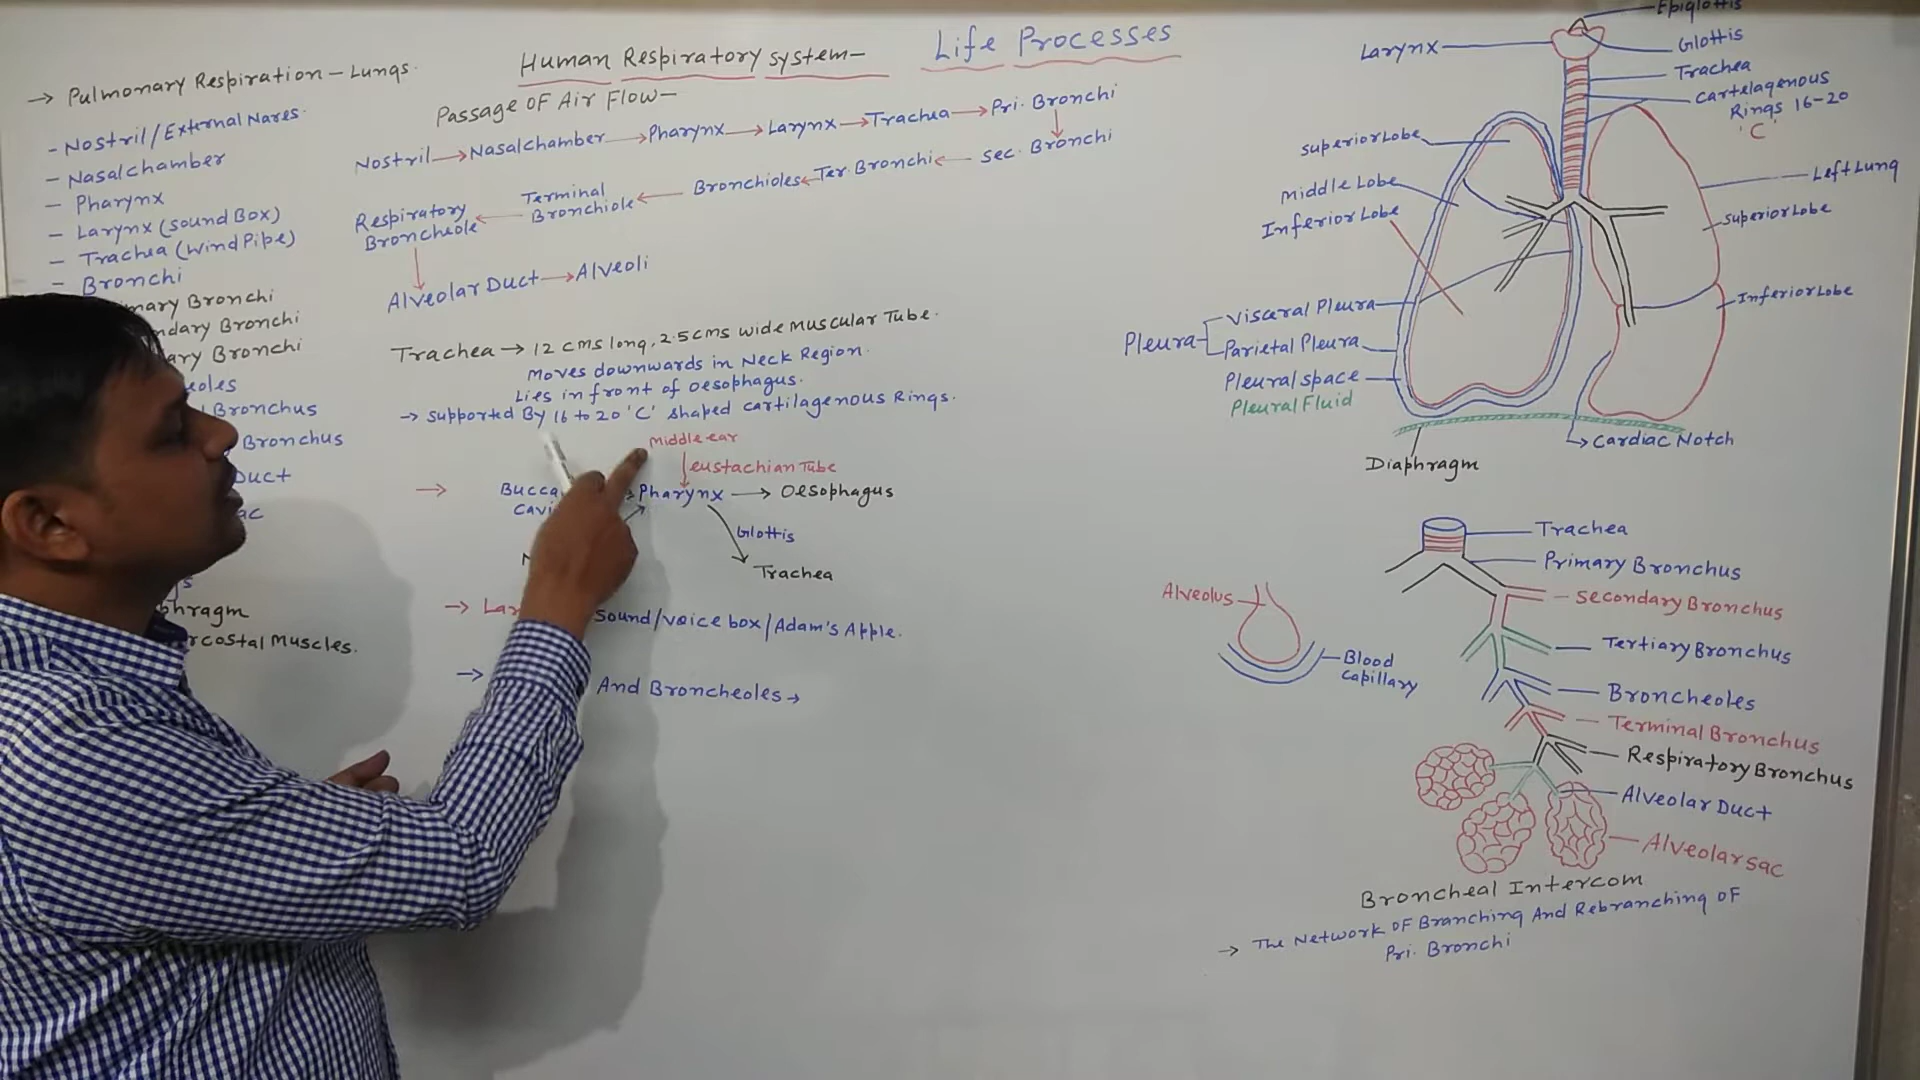 Life Processes
Human Respiratory System-
→ Pulmonary Respiration - Lungs.
- Nostril/External Nares.
- Nasalchamber
- Pharynx
- Larynx (Sound Box)
- Trachea (Wind Pipe)
- Bronchi
mary Bronchi
ndary Bronchi
ary Bronchi
eoles
Bronchus
Bronchus
Duct
ac
phragm
rcostal Muscles.
Passage OF Air Flow-
Nostril → Nasalchamber → Pharynx → Larynx → Trachea → Pri. Bronchi
Respiratory Broncheole ← Terminal Bronchiole ← Bronchioles ← Ter. Bronchi ← Sec. Bronchi
Alveolar Duct → Alveoli
Trachea → 12 cms long, 2.5 cms wide muscular Tube.
Moves downwards in Neck Region.
Lies in front of oesophagus.
→ Supported By 16 to 20 'C' shaped cartilagenous Rings.
Middle ear
Eustachian Tube
→ Bucca → Pharynx → Oesophagus
Cavi
Glottis
Trachea
→ Lar Sound/voice box/Adam's Apple.
→ And Broncheoles →
Epiglottis
Larynx
Glottis
Trachea
Cartelagenous
Rings 16-20
'C'
Superior Lobe
Middle Lobe
Inferior Lobe
Left Lung
Superior Lobe
Inferior Lobe
Pleura
Visceral Pleura
Parietal Pleura
Pleural space
Pleural Fluid
Diaphragm
Cardiac Notch
Trachea
Primary Bronchus
Secondary Bronchus
Tertiary Bronchus
Broncheoles
Terminal Bronchus
Respiratory Bronchus
Alveolar Duct
Alveolar Sac
Alveolus
Blood
Capillary
Broncheal Intercom
→ The Network OF Branching And Rebranching OF
Pri. Bronchi